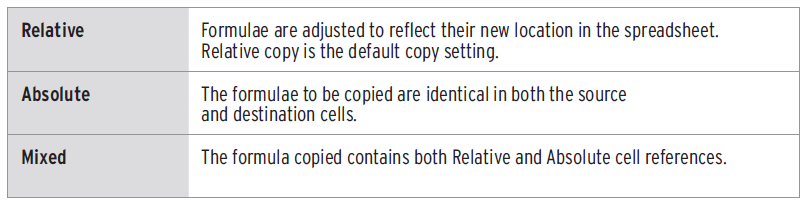 Relative
Formulae are adjusted to reflect their new location in the spreadsheet.
Relative copy is the default copy setting.
Absolute
The formulae to be copied are identical in both the source
and destination cells.
Mixed
The formula copied contains both Relative and Absolute cell references.